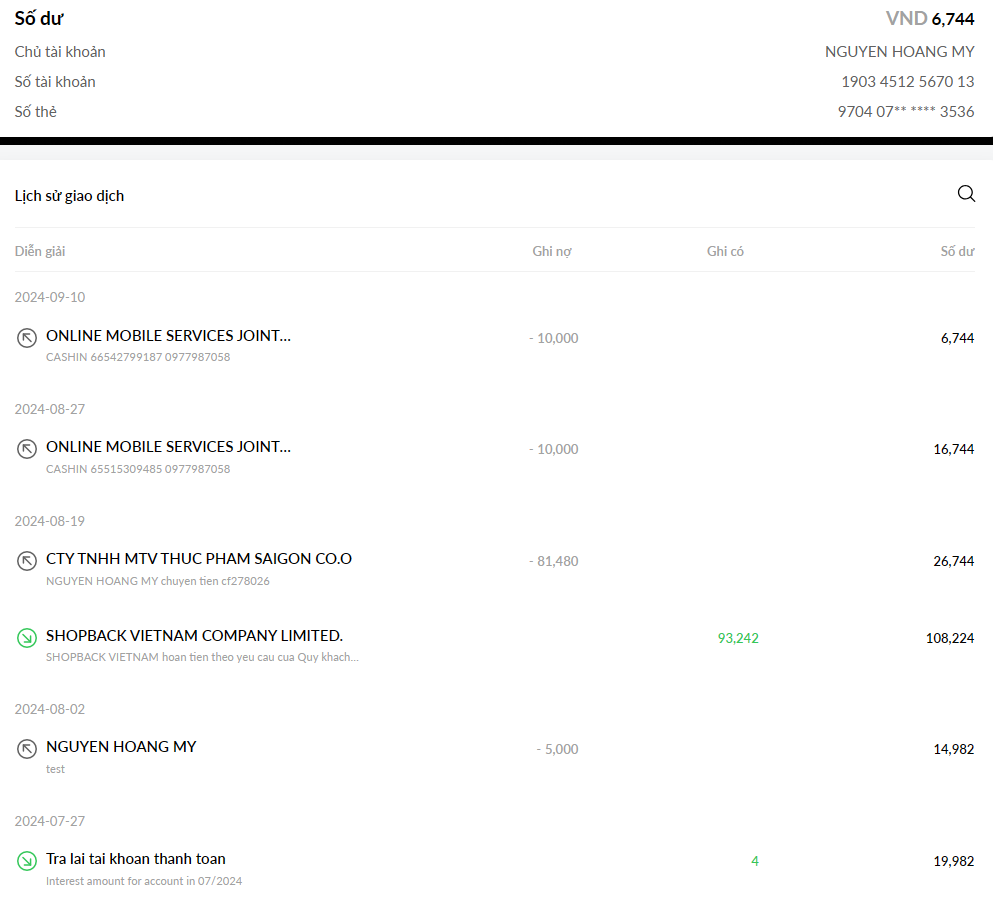 Số dư VND 6,744
Chủ tài khoản NGUYEN HOANG MY
Số tài khoản 1903 4512 5670 13
Số thẻ 9704 07** **** 3536
Lịch sử giao dịch
Diễn giải Ghi nợ Ghi có Số dư
2024-09-10
ONLINE MOBILE SERVICES JOINT... - 10,000 6,744
CASHIN 66542799187 0977987058
2024-08-27
ONLINE MOBILE SERVICES JOINT... - 10,000 16,744
CASHIN 65515309485 0977987058
2024-08-19
CTY TNHH MTV THUC PHAM SAIGON CO.O - 81,480 26,744
NGUYEN HOANG MY chuyen tien cf278026
SHOPBACK VIETNAM COMPANY LIMITED. 93,242 108,224
SHOPBACK VIETNAM hoan tien theo yeu cau cua Quy khach...
2024-08-02
NGUYEN HOANG MY - 5,000 14,982
test
2024-07-27
Tra lai tai khoan thanh toan 4 19,982
Interest amount for account in 07/2024